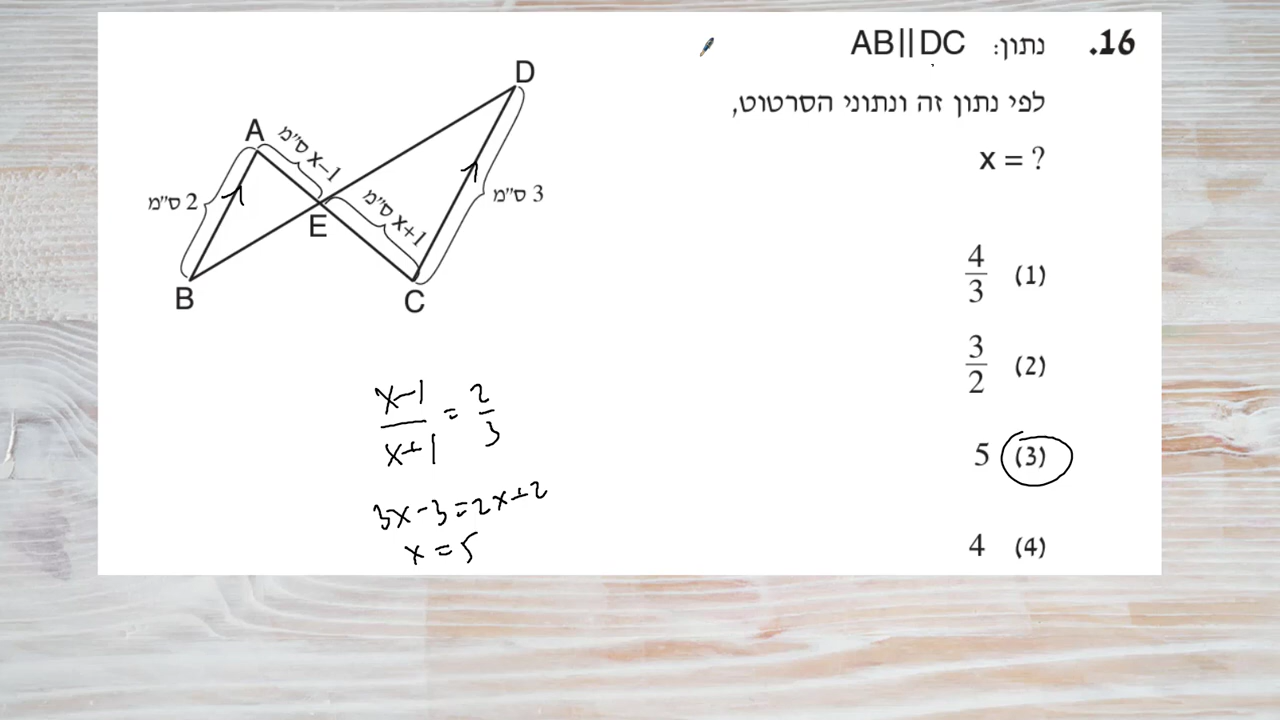 16. נתון: AB||DC
לפי נתון זה ונתוני הסרטוט,
x = ?
(1) 4/3
(2) 3/2
(3) 5
(4) 4
D
A
x−1 ס"מ
2 ס"מ
3 ס"מ
x+1 ס"מ
E
B
C
x-1/x+1 = 2/3
3x-3=2x+2
x=5